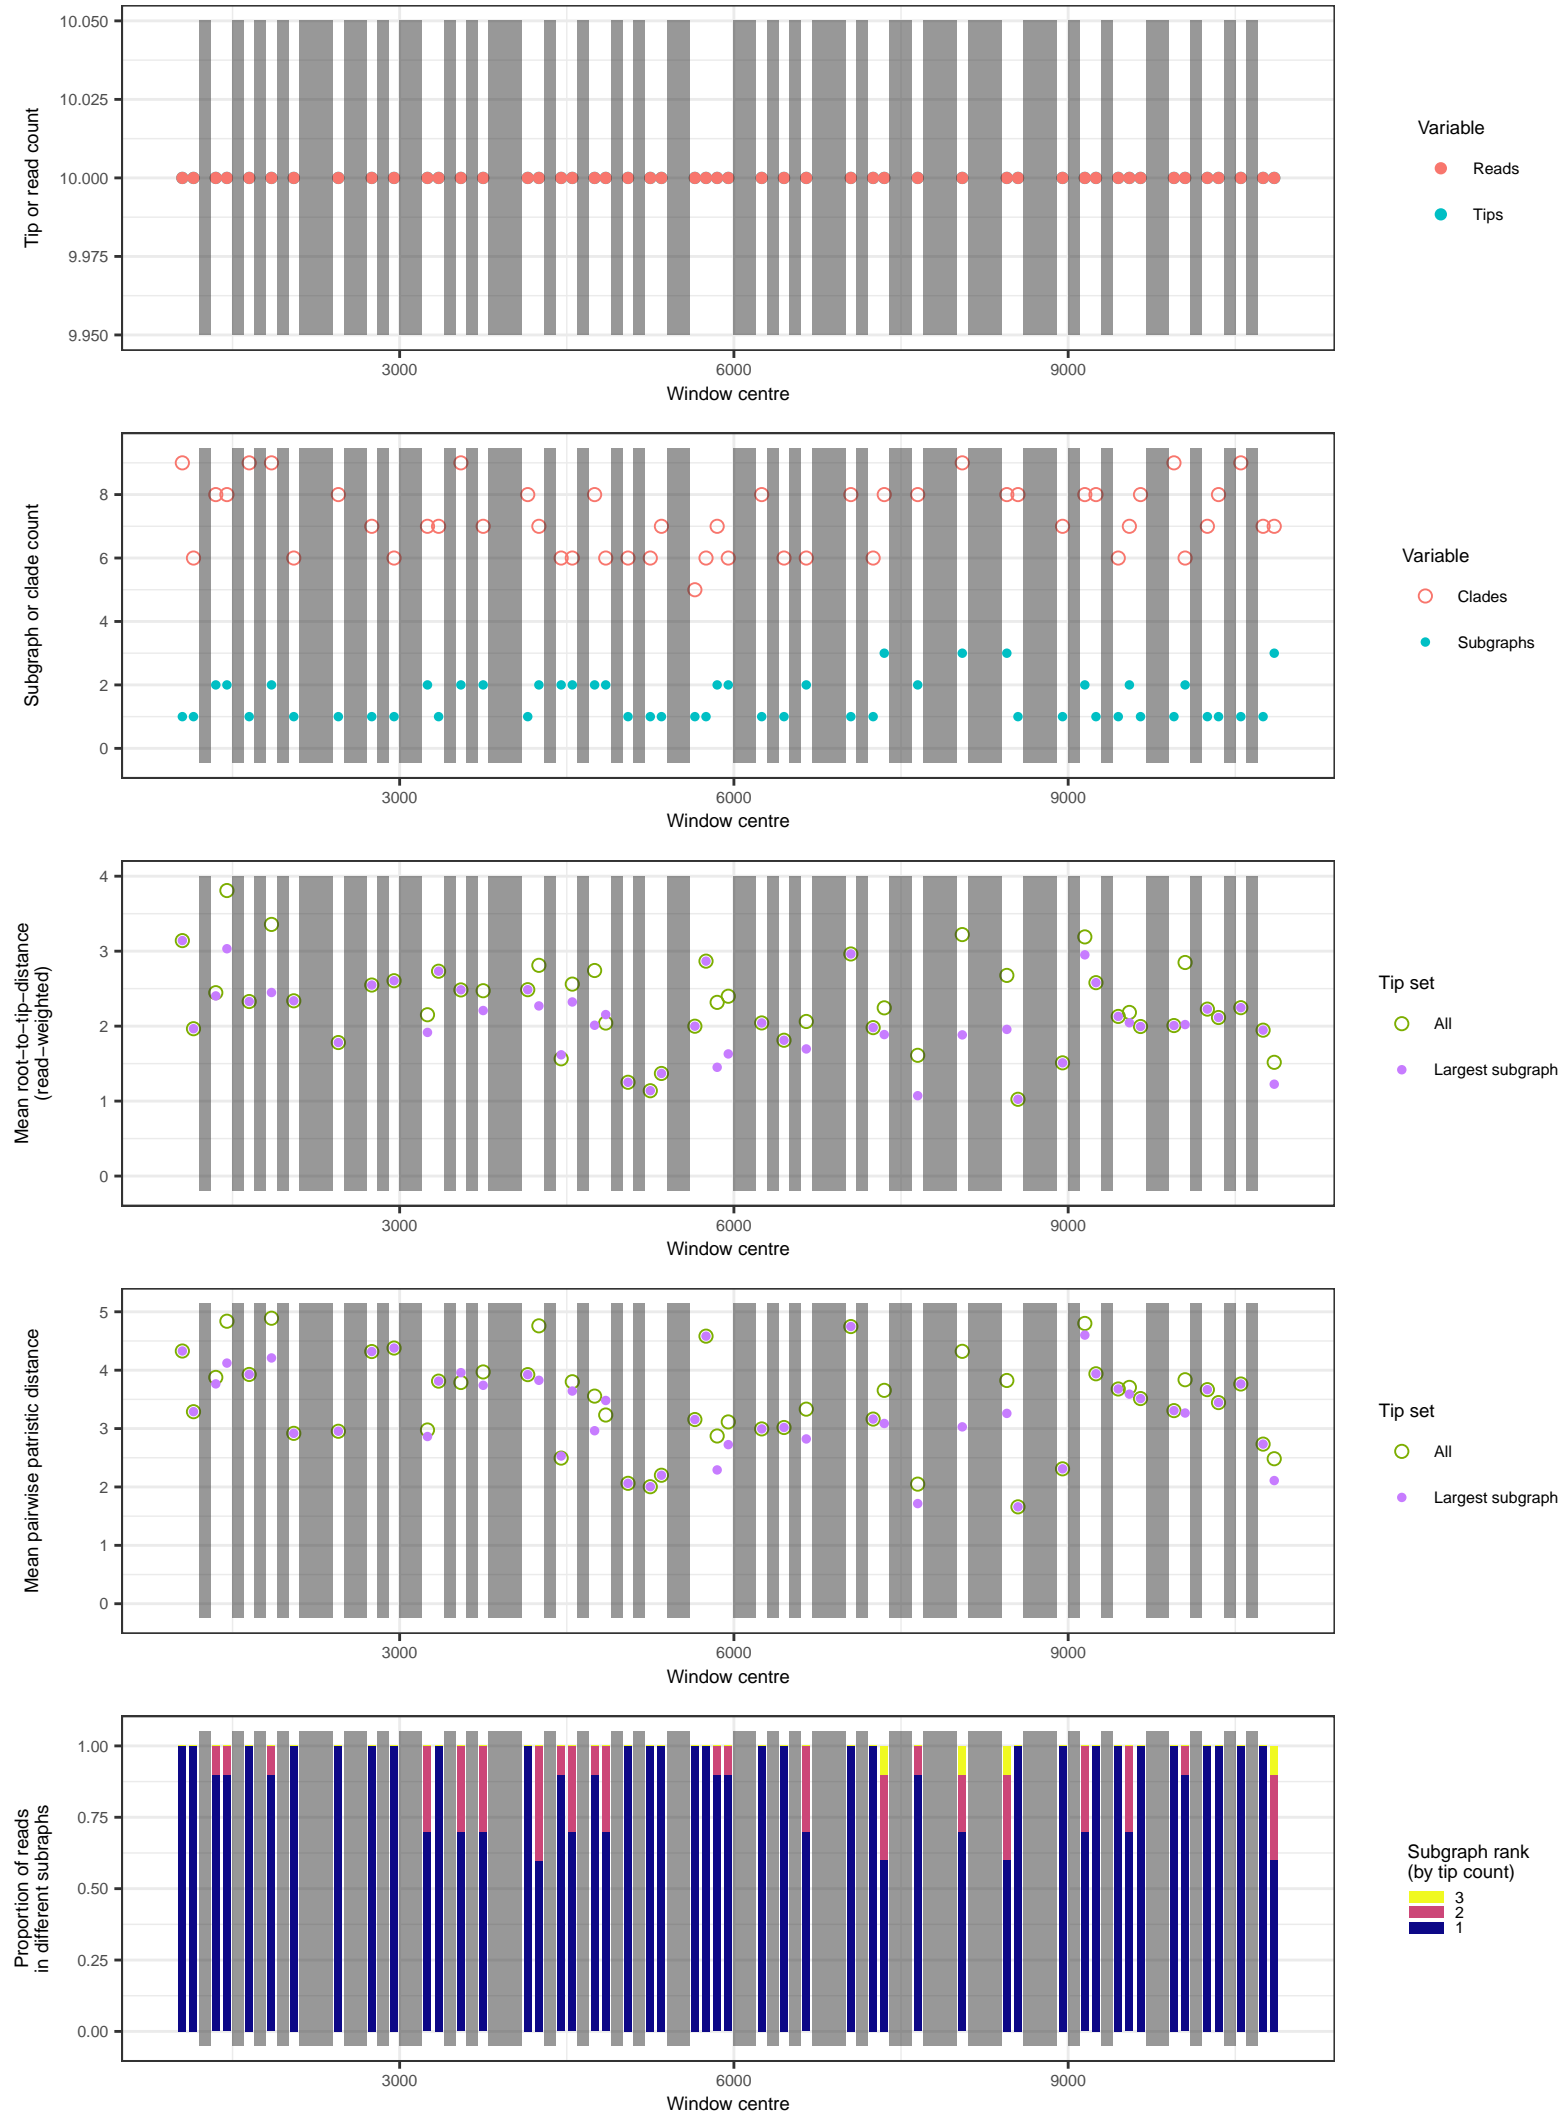 10.050
10.025
10.000
9.975
9.950
Tip or read count
3000
6000
9000
Window centre
Variable
Reads
Tips
8
6
4
2
0
Subgraph or clade count
3000
6000
9000
Window centre
Variable
Clades
Subgraphs
4
3
2
1
0
Mean root−to−tip−distance
(read−weighted)
3000
6000
9000
Window centre
Tip set
All
Largest subgraph
5
4
3
2
1
0
Mean pairwise patristic distance
3000
6000
9000
Window centre
Tip set
All
Largest subgraph
1.00
0.75
0.50
0.25
0.00
Proportion of reads
in different subraphs
3000
6000
9000
Window centre
Subgraph rank
(by tip count)
3
2
1